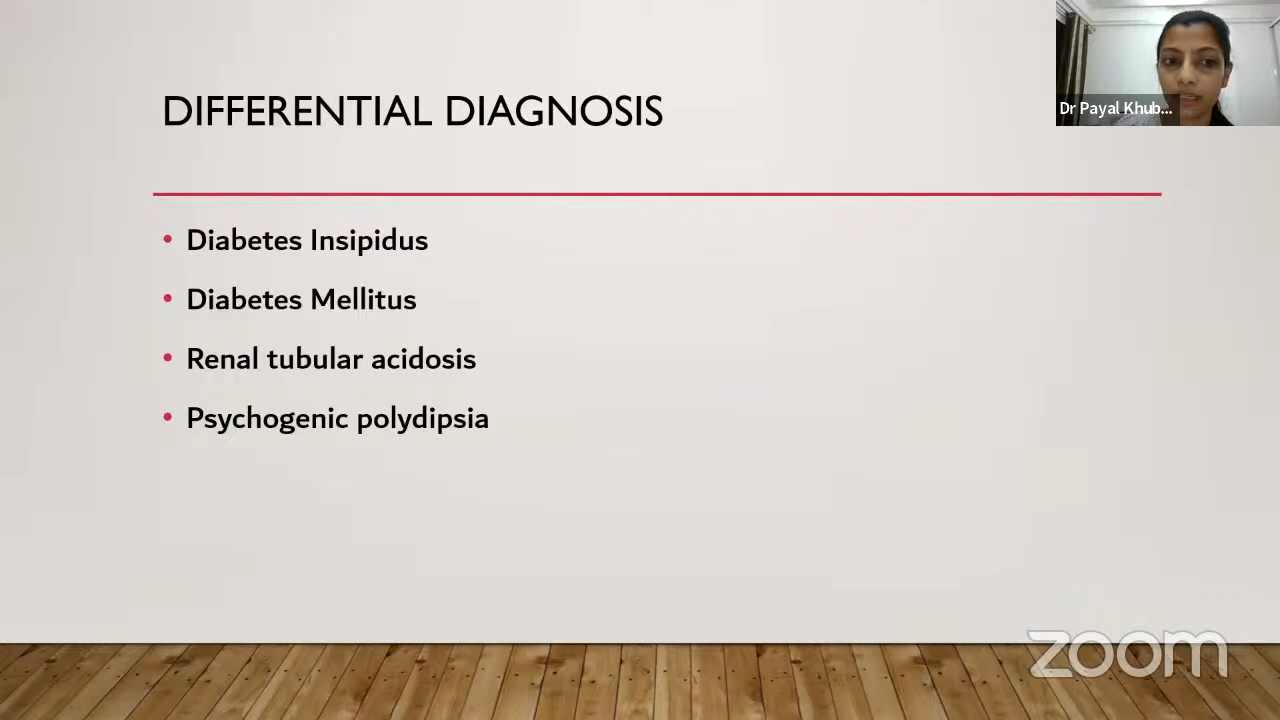 DIFFERENTIAL DIAGNOSIS
Dr Payal Khub...
• Diabetes Insipidus
• Diabetes Mellitus
• Renal tubular acidosis
• Psychogenic polydipsia
zoom